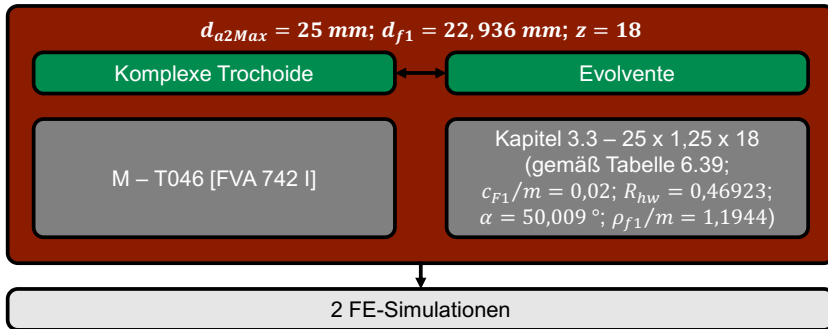 d_{a2Max} = 25 mm; d_{f1} = 22,936 mm; z = 18
Komplexe Trochoide
Evolvente
M – T046 [FVA 742 I]
Kapitel 3.3 – 25 x 1,25 x 18
(gemäß Tabelle 6.39;
c_{F1}/m = 0,02; R_{hw} = 0,46923;
α = 50,009 °; ρ_{f1}/m = 1,1944)
2 FE-Simulationen